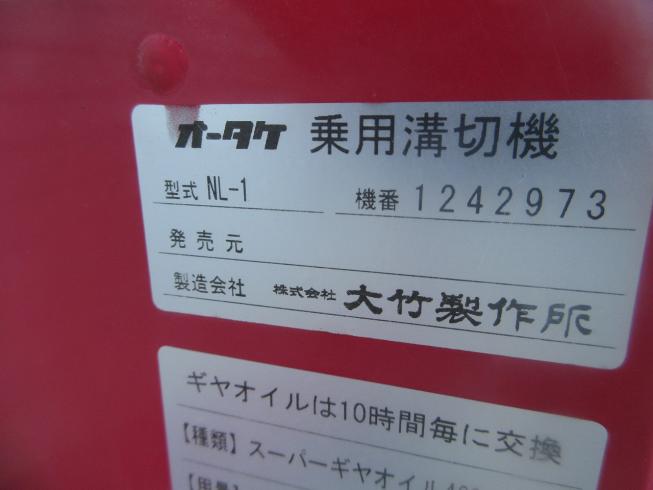 オータケ 乗用溝切機
型式 NL-1 機番 1242973
発売元
製造会社 株式会社 大竹製作所
ギヤオイルは10時間毎に交換
【種類】スーパーギヤオイル